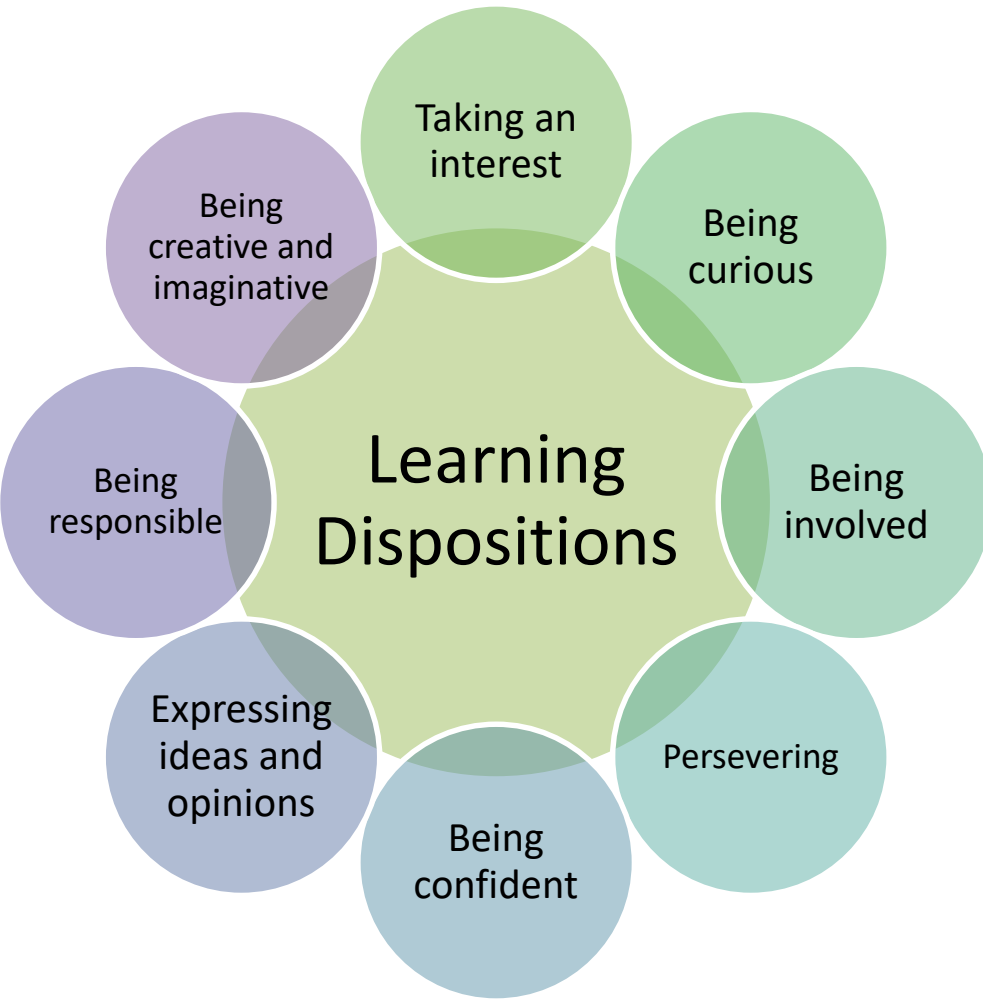 Taking an
interest
Being
curious
Being
involved
Persevering
Being
confident
Expressing
ideas and
opinions
Being
responsible
Being
creative and
imaginative
Learning
Dispositions